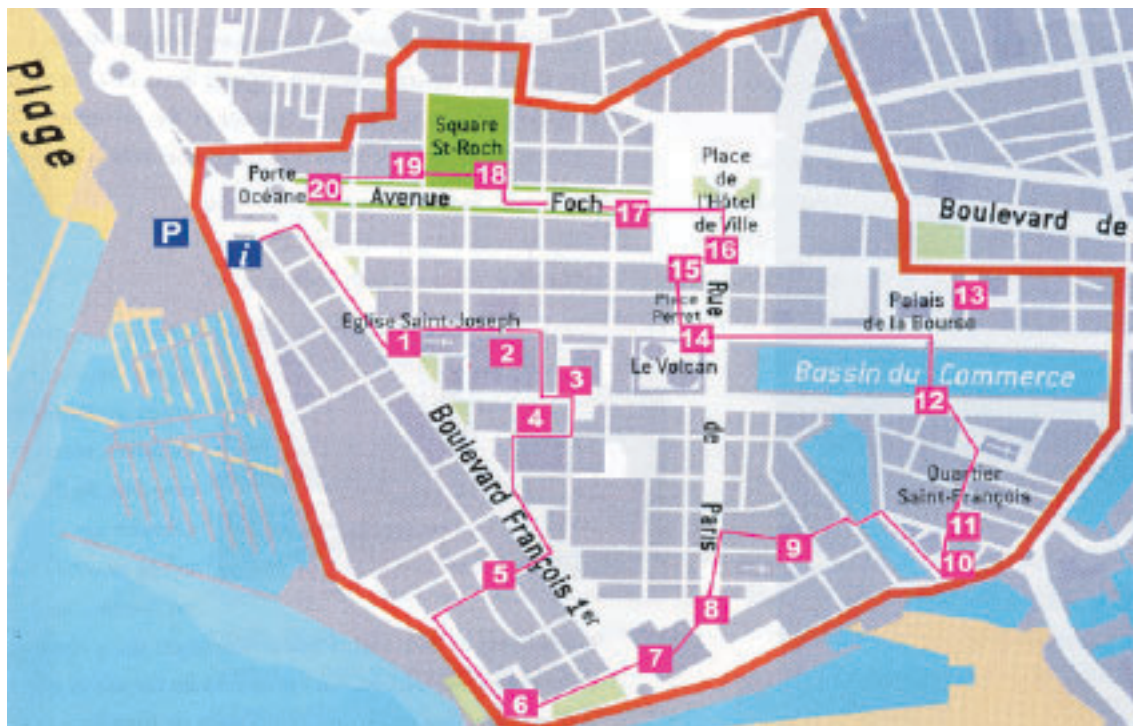 Plage
Square
St-Roch
Place
de
l'Hôtel
de Ville
19
18
Porte
Océane
20
Avenue
Foch
17
Boulevard de
P
i
16
15
Rue
13
Palais
de la Bourse
Place
Perret
Eglise Saint-Joseph
1
2
14
Le Volcan
Bassin du Commerce
3
12
4
Boulevard François 1er
de
Quartier
Saint-François
Paris
11
9
10
5
8
7
6